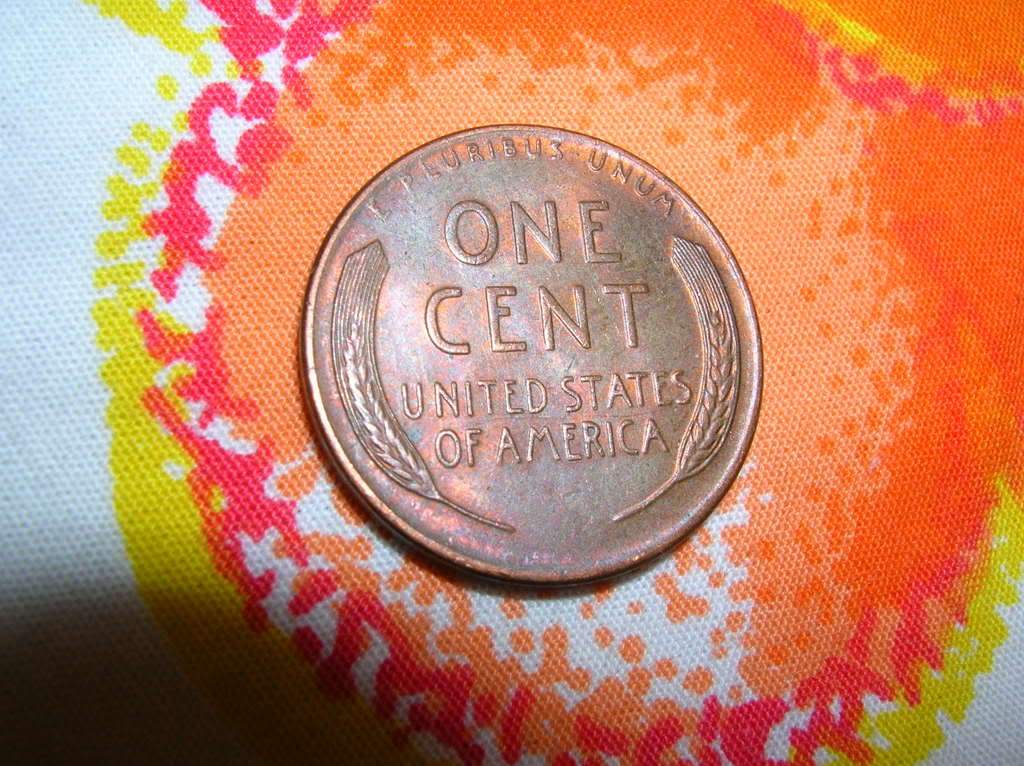 E PLURIBUS · UNUM
ONE
CENT
UNITED STATES
OF AMERICA